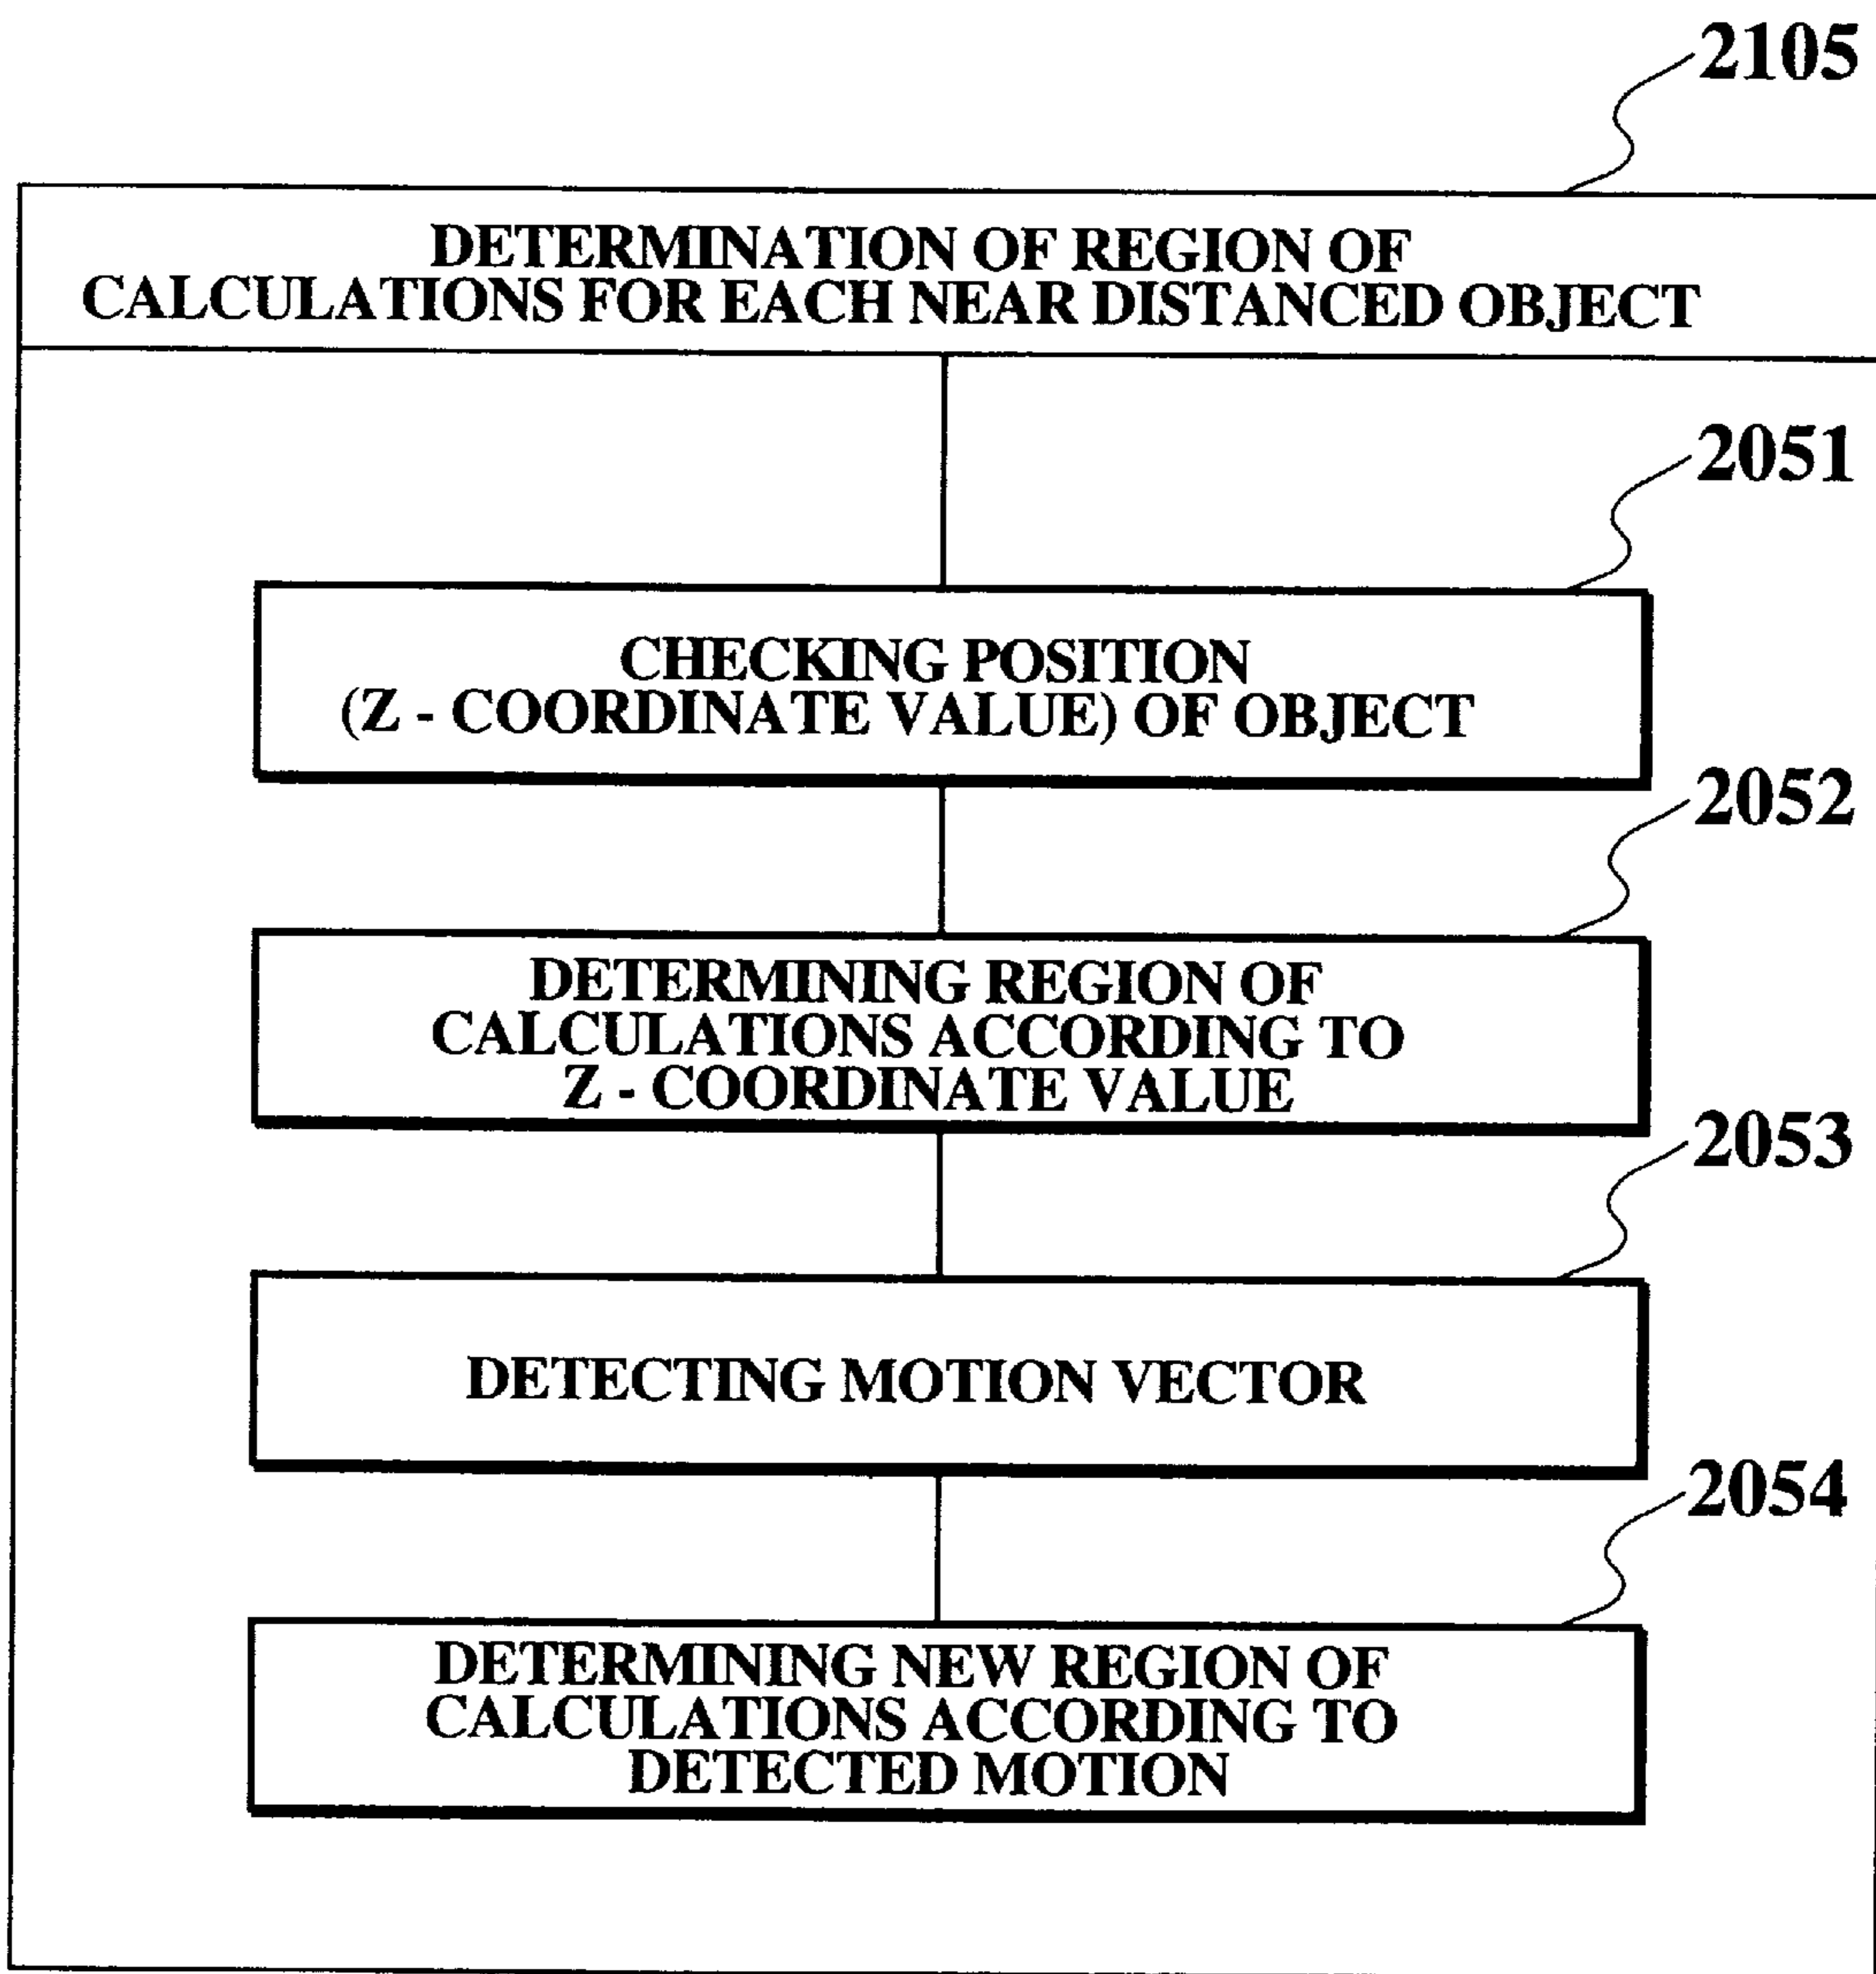 2105
DETERMINATION OF REGION OF
CALCULATIONS FOR EACH NEAR DISTANCED OBJECT
2051
CHECKING POSITION
(Z - COORDINATE VALUE) OF OBJECT
2052
DETERMINING REGION OF
CALCULATIONS ACCORDING TO
Z - COORDINATE VALUE
2053
DETECTING MOTION VECTOR
2054
DETERMINING NEW REGION OF
CALCULATIONS ACCORDING TO
DETECTED MOTION